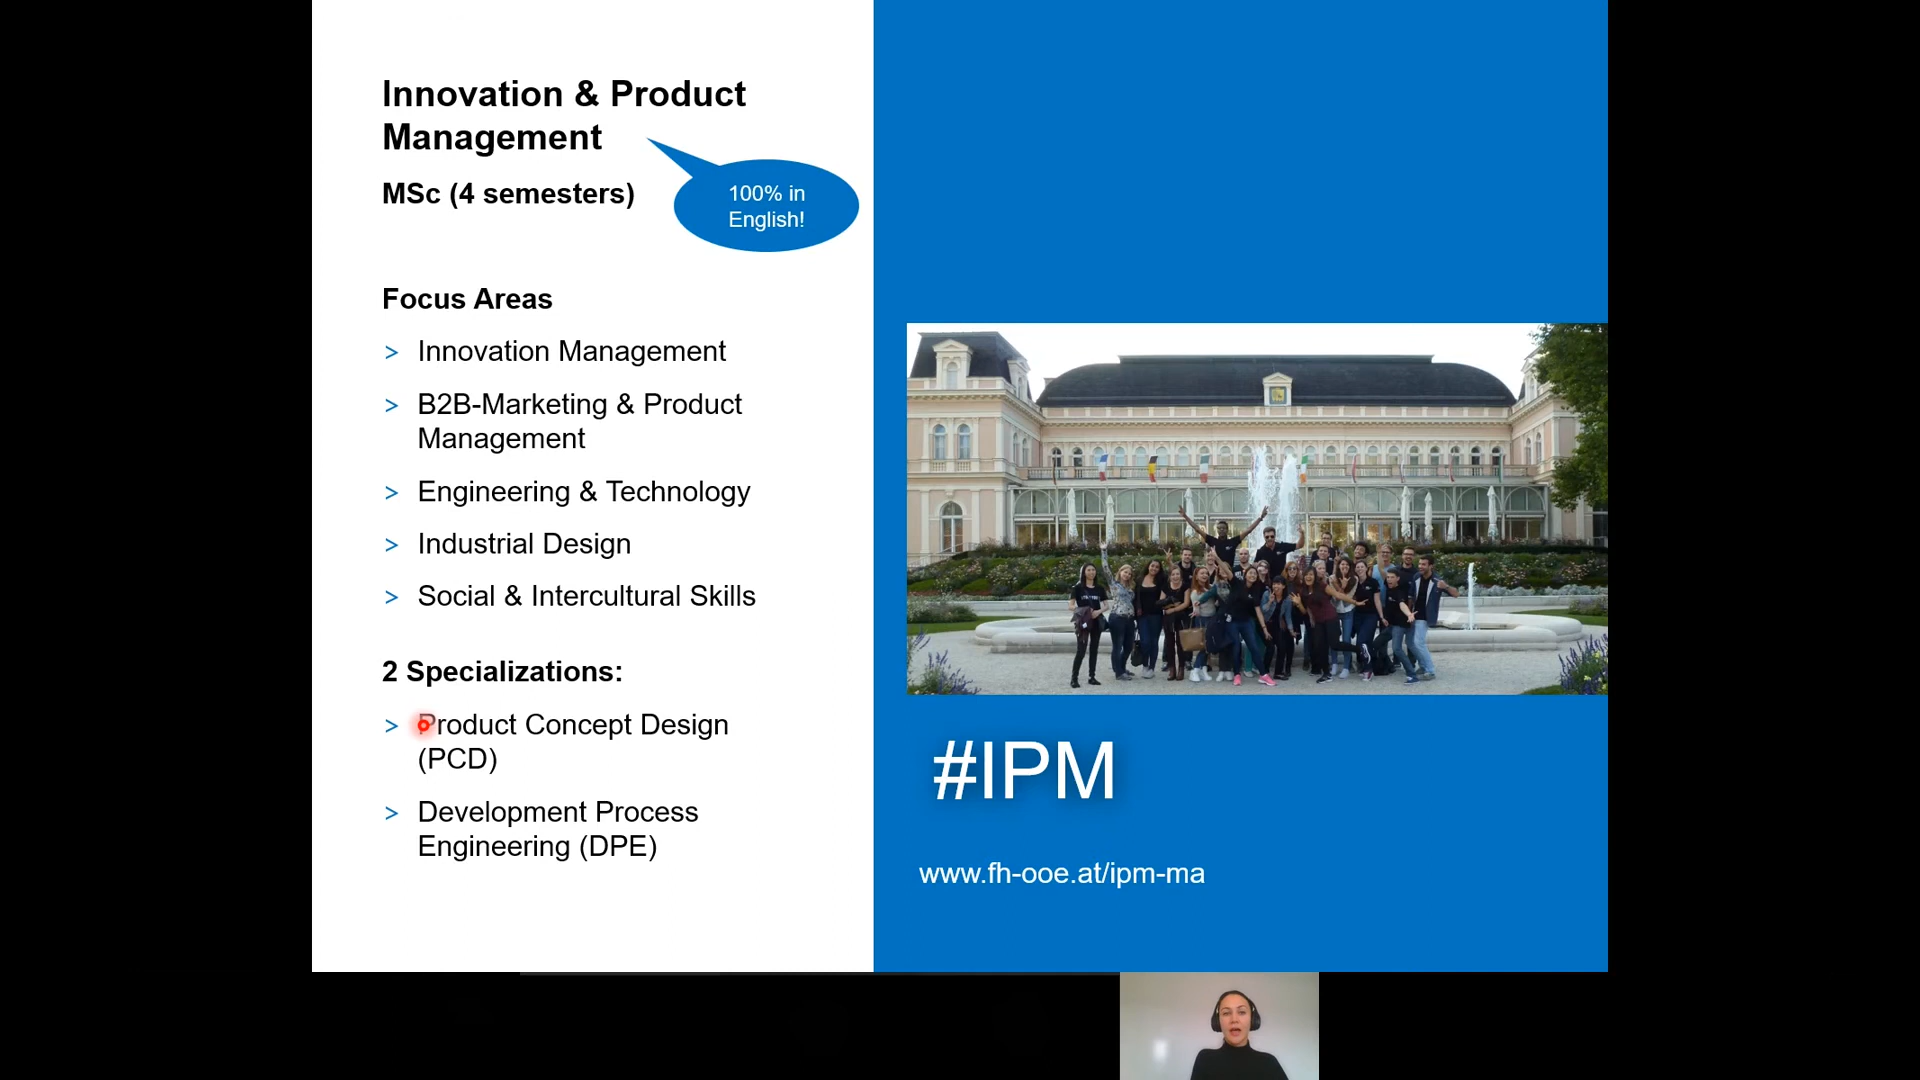 Innovation & Product
Management
MSc (4 semesters)
100% in
English!
Focus Areas
> Innovation Management
> B2B-Marketing & Product
Management
> Engineering & Technology
> Industrial Design
> Social & Intercultural Skills
2 Specializations:
> Product Concept Design
(PCD)
> Development Process
Engineering (DPE)
#IPM
www.fh-ooe.at/ipm-ma